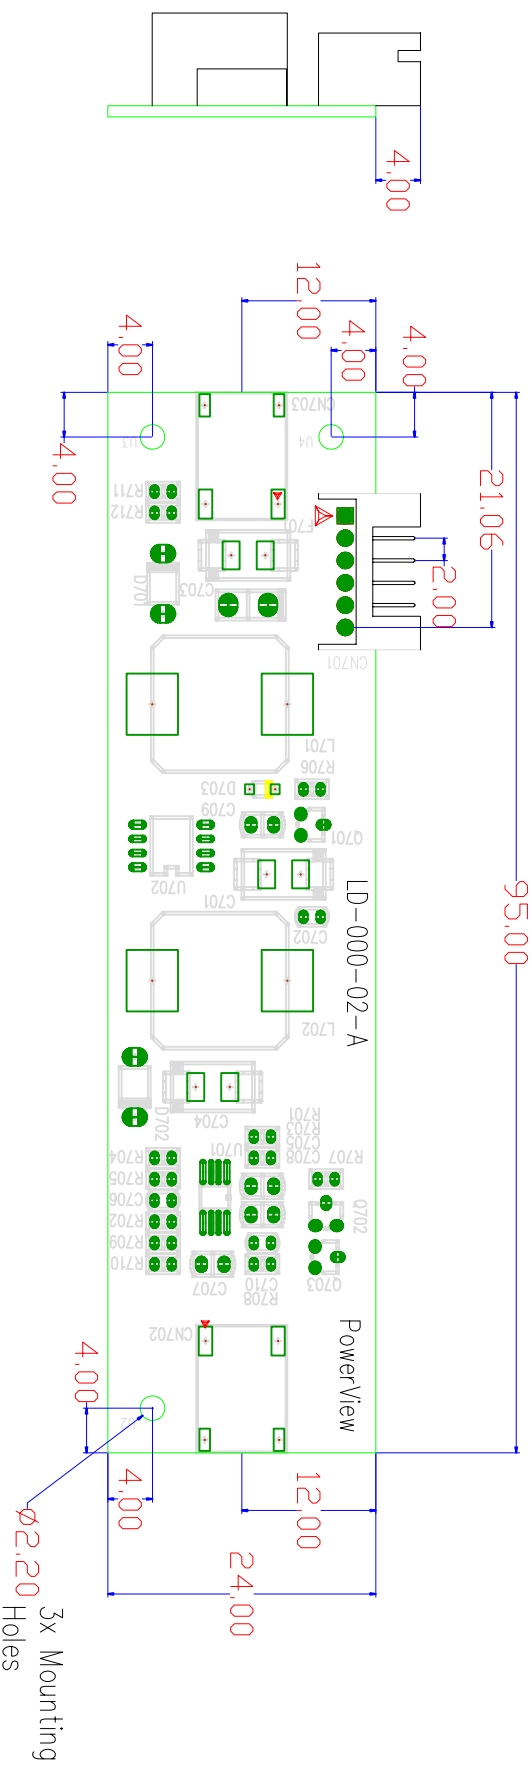 4.00
12.00
4.00
4.00
4.00
4.00
21.06
2.00
CN703
U3
U4
R711
R712
F701
D701
C703
CN701
L701
R706
D703
C709
Q701
U702
C701
C702
LD-000-02-A
95.00
L702
C704
D702
U701
R701
R703
C705
C708
R707
R704
R705
C706
R702
R709
R710
Q702
Q703
C707
C710
R708
CN702
PowerView
4.00
4.00
12.00
24.00
Ø2.20
3x Mounting
Holes